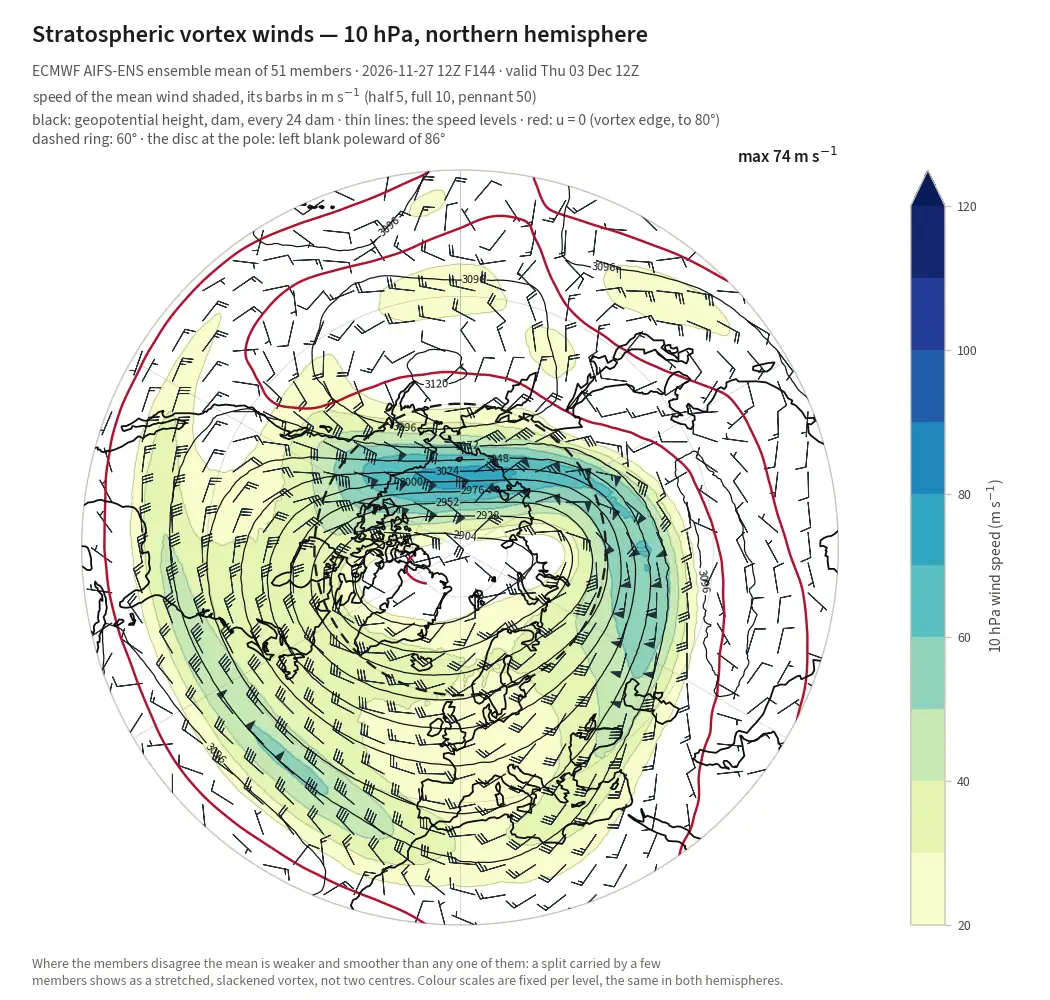 Stratospheric vortex winds — 10 hPa, northern hemisphere
ECMWF AIFS-ENS ensemble mean of 51 members · 2026-11-27 12Z F144 · valid Thu 03 Dec 12Z
speed of the mean wind shaded, its barbs in m s⁻¹ (half 5, full 10, pennant 50)
black: geopotential height, dam, every 24 dam · thin lines: the speed levels · red: u = 0 (vortex edge, to 80°)
dashed ring: 60° · the disc at the pole: left blank poleward of 86°
max 74 m s⁻¹
120
100
80
60
40
20
10 hPa wind speed (m s⁻¹)
3096
3096
3096
3120
3096
3048
3024
3000
2976
2952
2928
2904
3096
3096
Where the members disagree the mean is weaker and smoother than any one of them: a split carried by a few
members shows as a stretched, slackened vortex, not two centres. Colour scales are fixed per level, the same in both hemispheres.